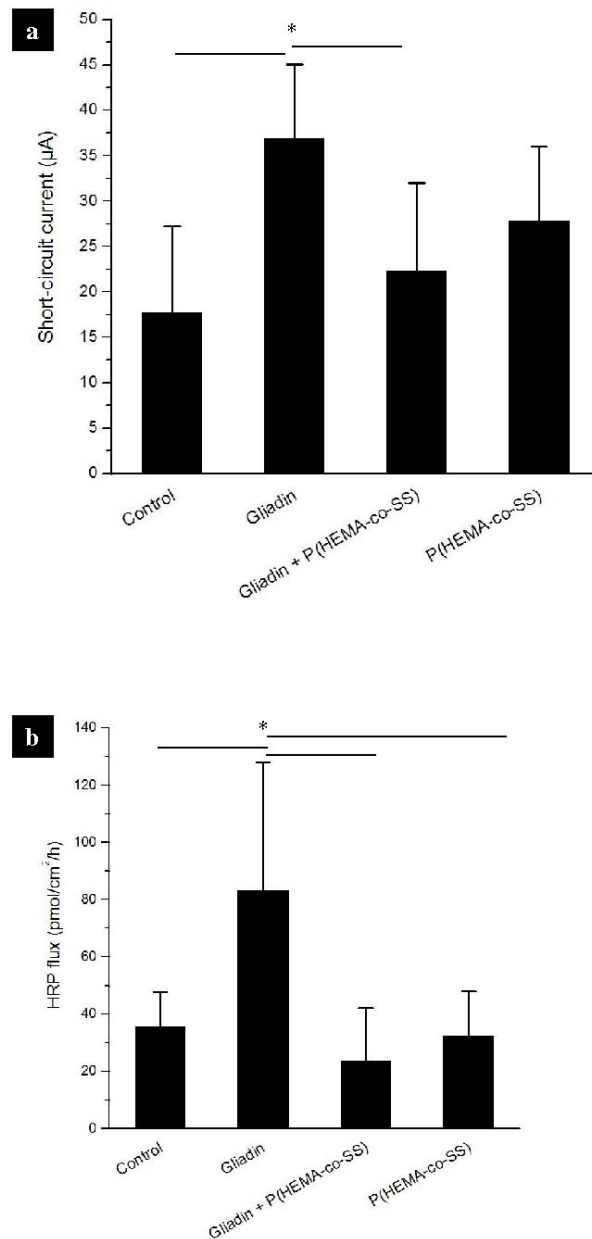 a
*
50
45
40
35
30
25
20
15
10
5
0
Short-circuit current (µA)
Control
Gliadin
Gliadin + P(HEMA-co-SS)
P(HEMA-co-SS)
b
*
140
120
100
80
60
40
20
0
HRP flux (pmol/cm²/h)
Control
Gliadin
Gliadin + P(HEMA-co-SS)
P(HEMA-co-SS)